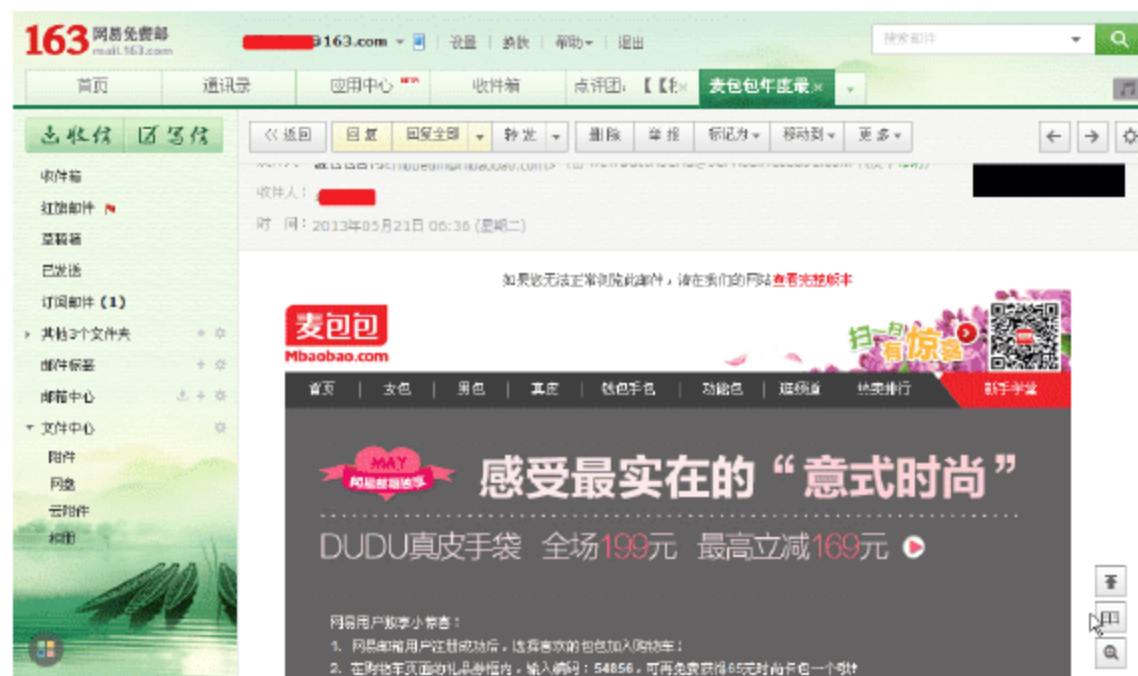 163 网易免费邮
mail.163.com
@163.com 设置 换肤 帮助 退出
搜索邮件
首页 通讯录 应用中心 收件箱 点评团： 麦包包年度最
收信 写信
返回 回复 回复全部 转发 删除 举报 标记为 移动到 更多
收件箱
红旗邮件
草稿箱
已发送
订阅邮件 (1)
其他3个文件夹
邮件标签
邮箱中心
文件中心
附件
网盘
云附件
相册
收件人：
时 间：2013年05月21日 06:36 (星期二)
如果您无法正常浏览此邮件，请在我们的网站查看完整版本
麦包包
Mbaobao.com
扫一扫
有惊喜
首页 女包 男包 真皮 钱包手包 功能包 逛频道 热卖排行 新手学堂
MAY
网易邮箱独享
感受最实在的“意式时尚”
DUDU真皮手袋 全场199元 最高立减169元
网易用户独享小惊喜：
1、网易邮箱用户注册成功后，选择喜欢的包包加入购物车；
2、在购物车页面的礼品券框内，输入编码：54856，可再免费获得65元时尚卡包一个哦！